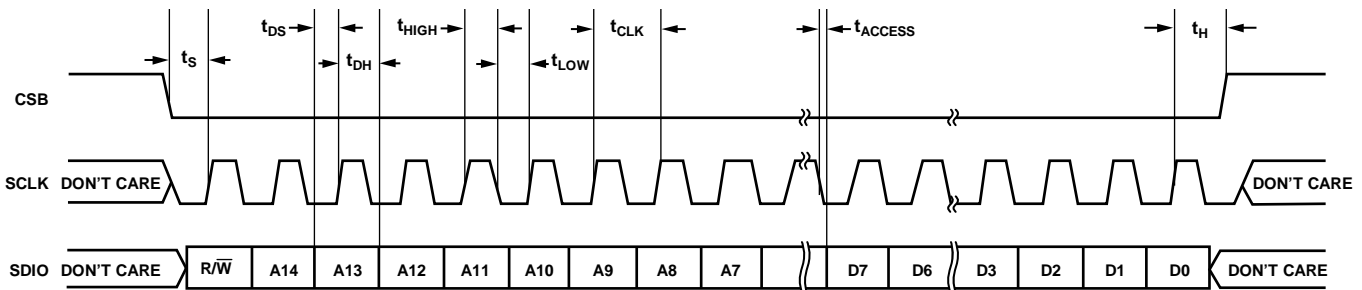 tDS tHIGH tCLK tACCESS tH
tS tDH tLOW
CSB
SCLK DON'T CARE DON'T CARE
SDIO DON'T CARE R/W̅ A14 A13 A12 A11 A10 A9 A8 A7 D7 D6 D3 D2 D1 D0 DON'T CARE